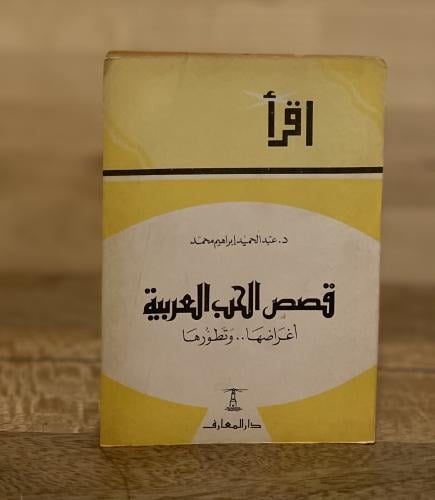 اقرأ
د. عبد الحميد إبراهيم محمد
قصص الحب العربية
أغراضها.. وتطورها
دار المعارف